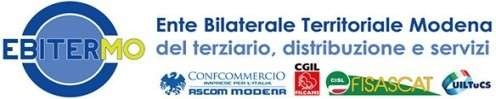 EBITERMO
Ente Bilaterale Territoriale Modena
del terziario, distribuzione e servizi
CONFCOMMERCIO
IMPRESE PER L'ITALIA
ASCOM MODENA
CGIL
FILCAMS
CISL
FISASCAT
UILTuCS